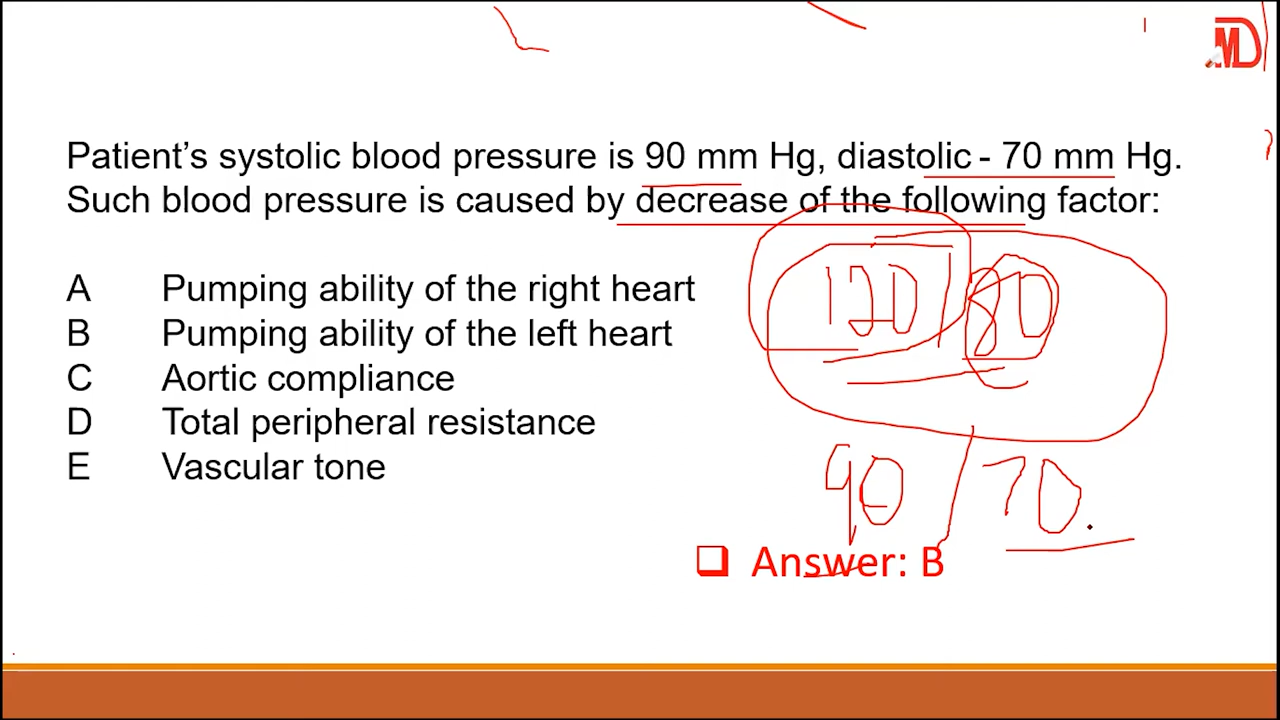 MD
Patient's systolic blood pressure is 90 mm Hg, diastolic - 70 mm Hg.
Such blood pressure is caused by decrease of the following factor:
A Pumping ability of the right heart
B Pumping ability of the left heart
C Aortic compliance
D Total peripheral resistance
E Vascular tone
120/80
90/70
❑ Answer: B